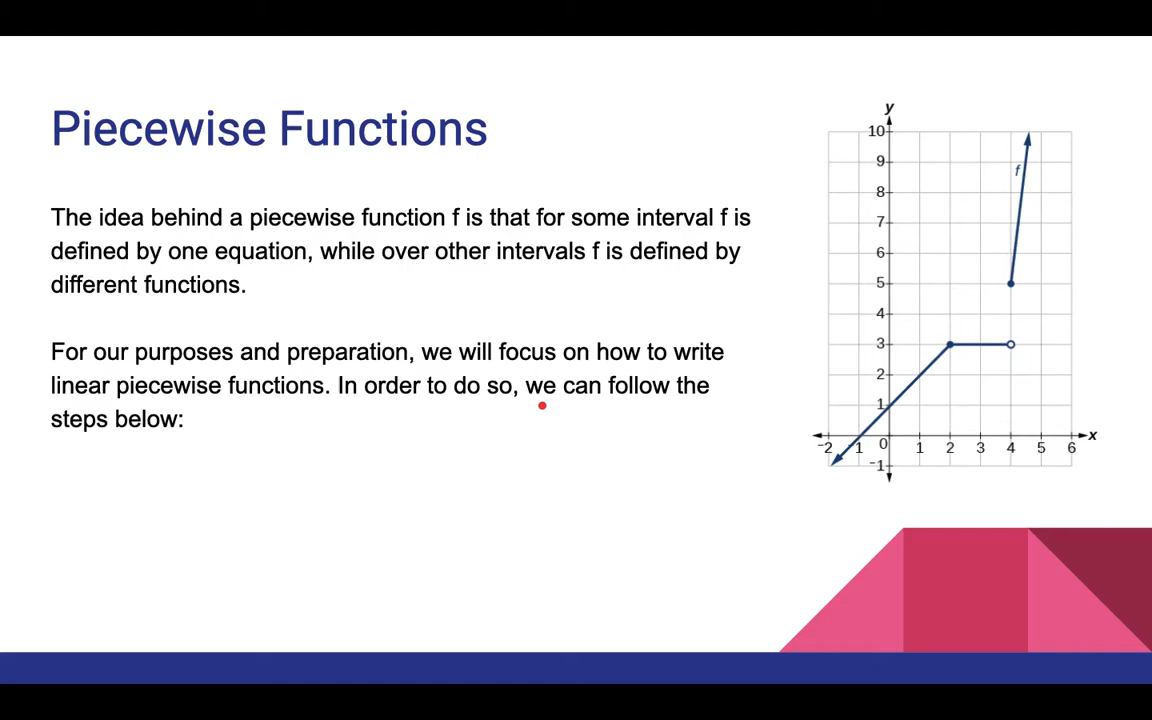 Piecewise Functions
The idea behind a piecewise function f is that for some interval f is
defined by one equation, while over other intervals f is defined by
different functions.
For our purposes and preparation, we will focus on how to write
linear piecewise functions. In order to do so, we can follow the
steps below:
y
10
9
f
8
7
6
5
4
3
2
1
x
-2 -1 0 1 2 3 4 5 6
-1